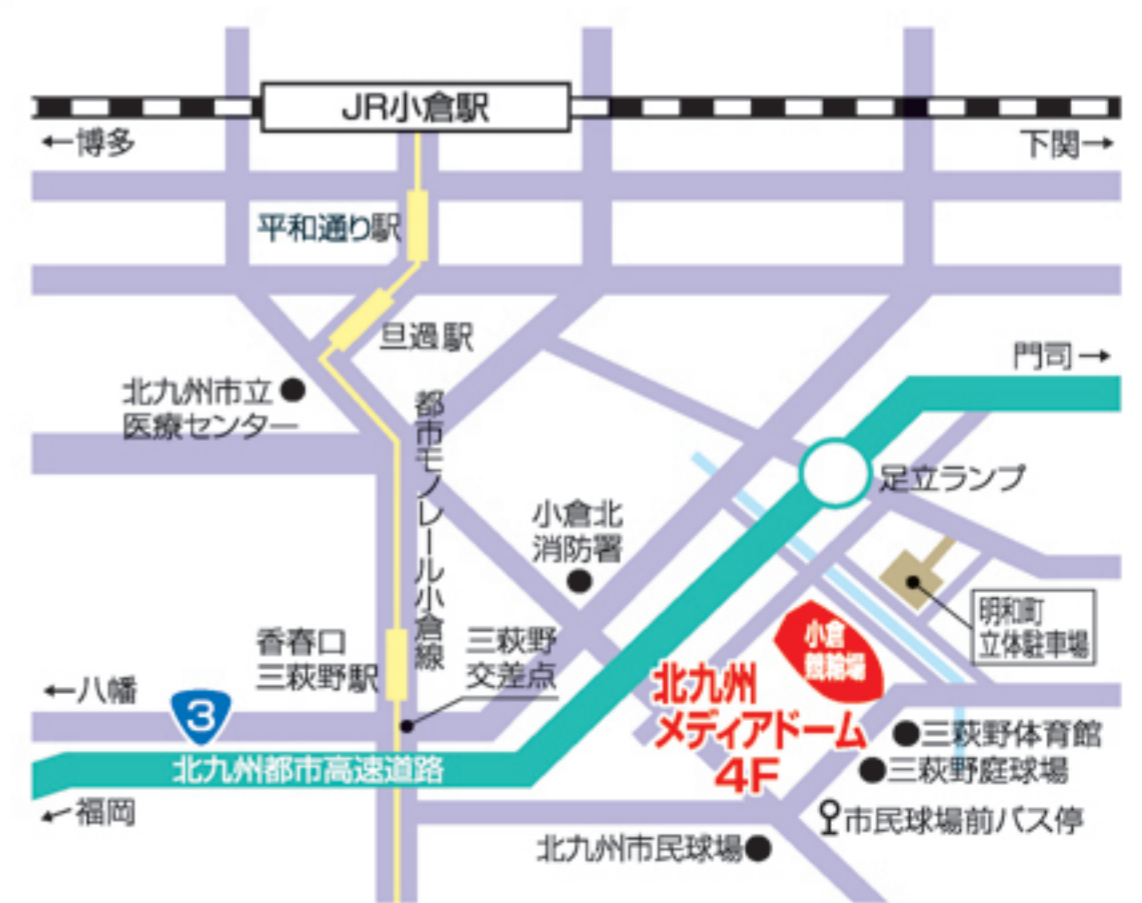 JR小倉駅
←博多
下関→
平和通り駅
旦過駅
門司→
北九州市立
医療センター
都市モノレール小倉線
足立ランプ
小倉北
消防署
明和町
立体駐車場
小倉
競輪場
香春口
三萩野駅
三萩野
交差点
←八幡
3
北九州
メディアドーム
4F
三萩野体育館
三萩野庭球場
北九州都市高速道路
←福岡
市民球場前バス停
北九州市民球場